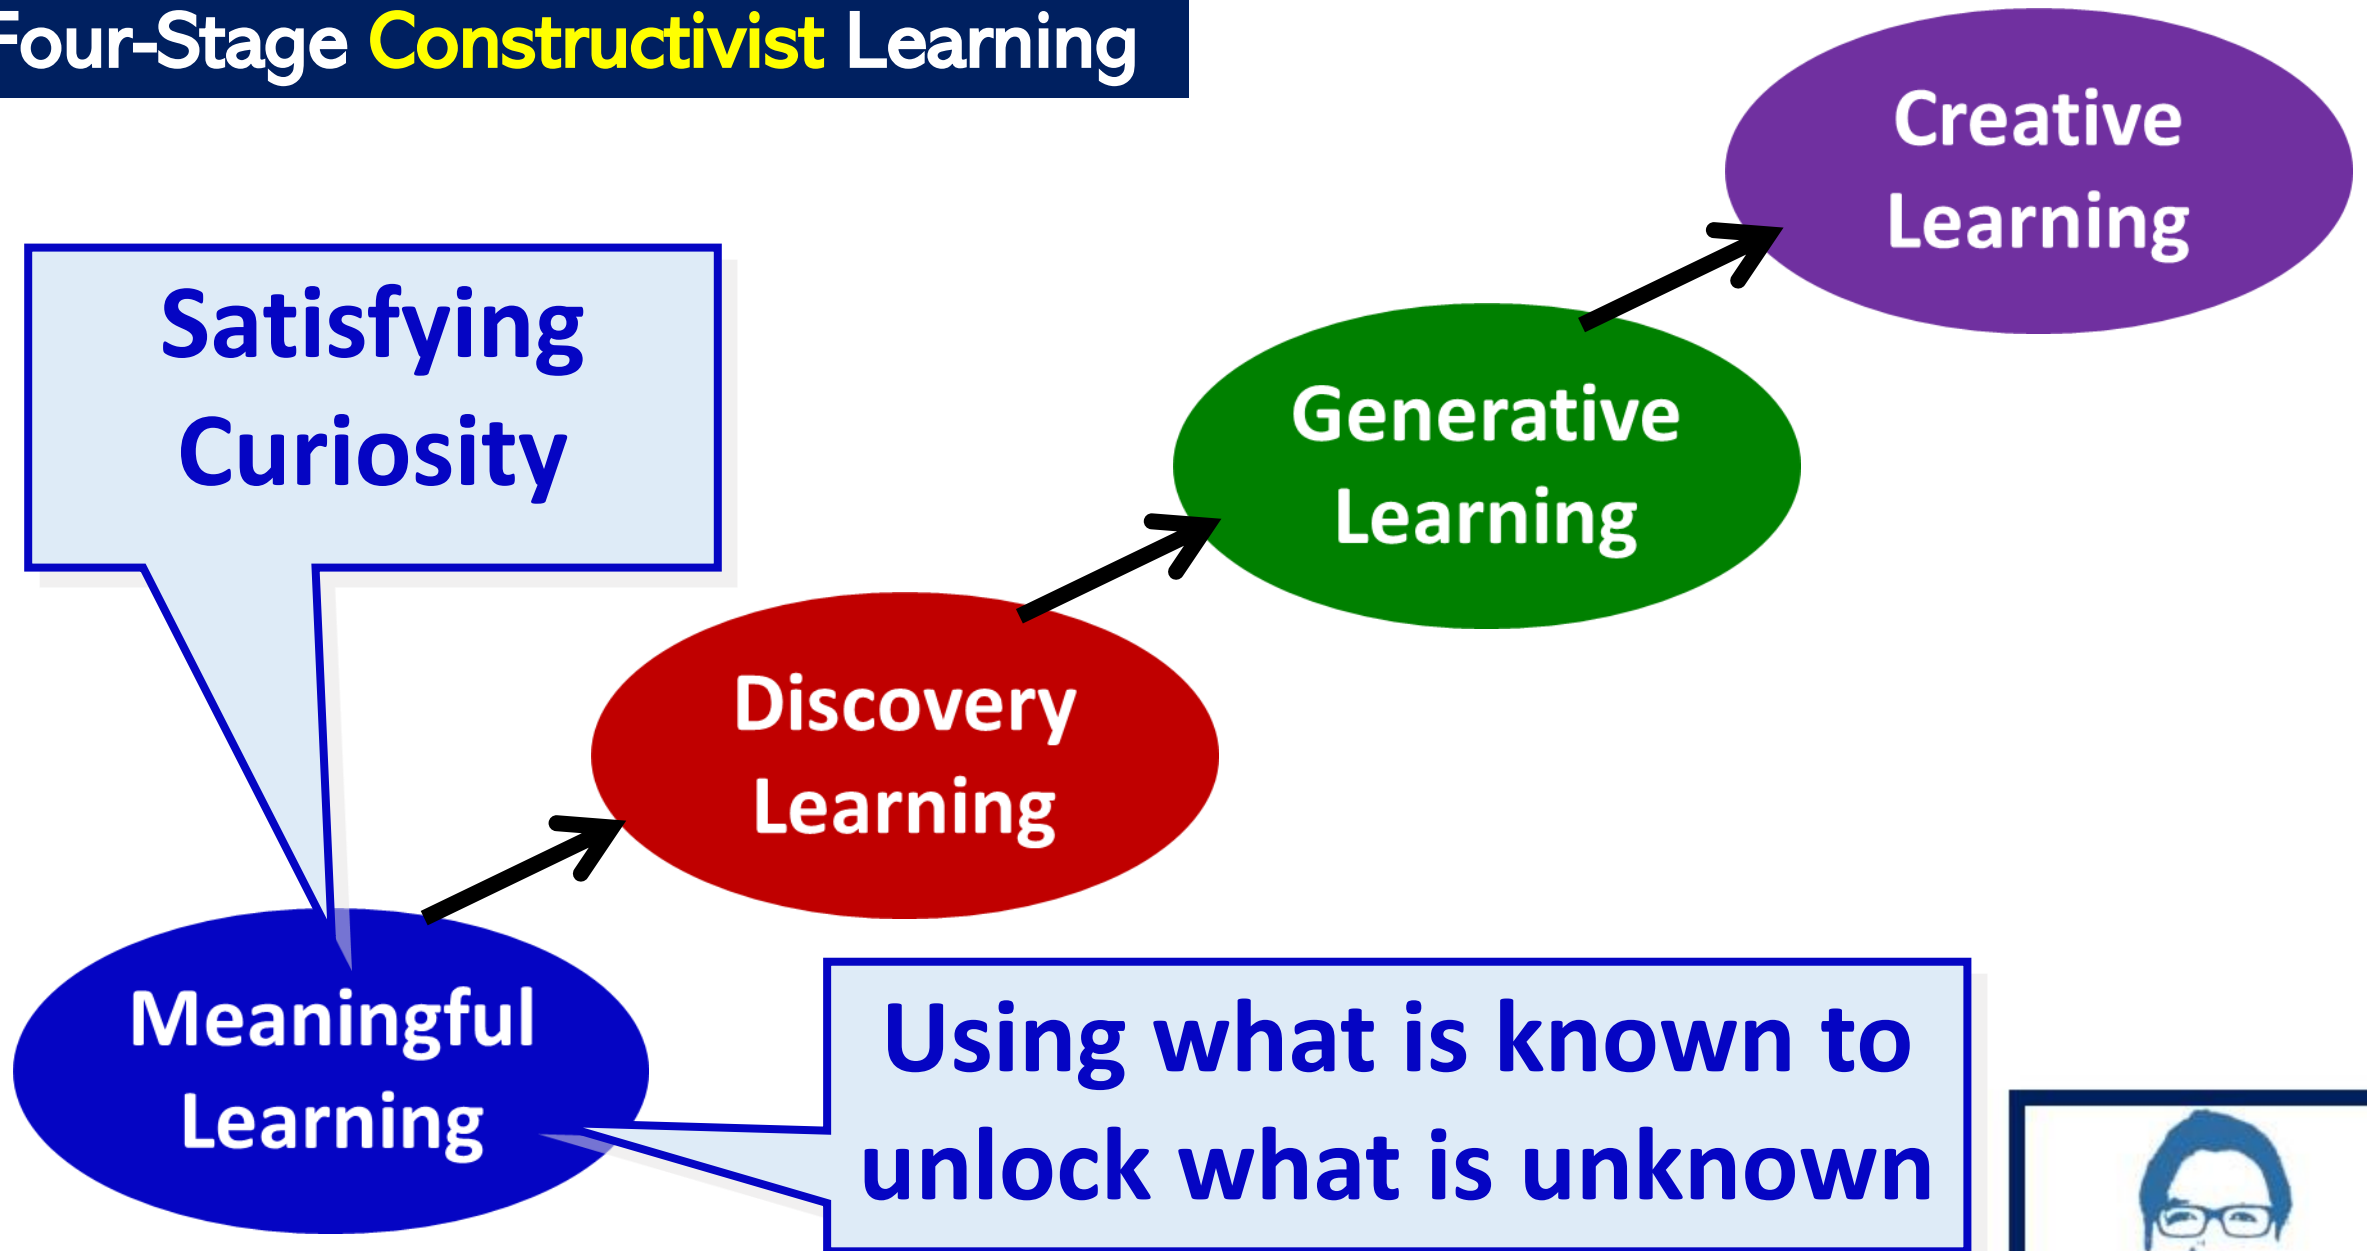 Four-Stage Constructivist Learning
Creative
Learning
Satisfying
Curiosity
Generative
Learning
Discovery
Learning
Meaningful
Learning
Using what is known to
unlock what is unknown